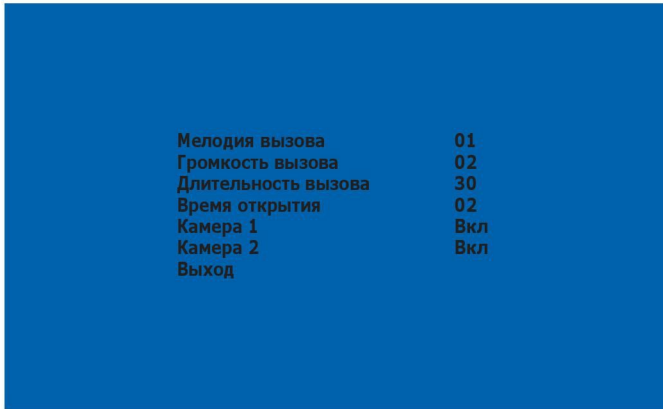 Мелодия вызова 01
Громкость вызова 02
Длительность вызова 30
Время открытия 02
Камера 1 Вкл
Камера 2 Вкл
Выход